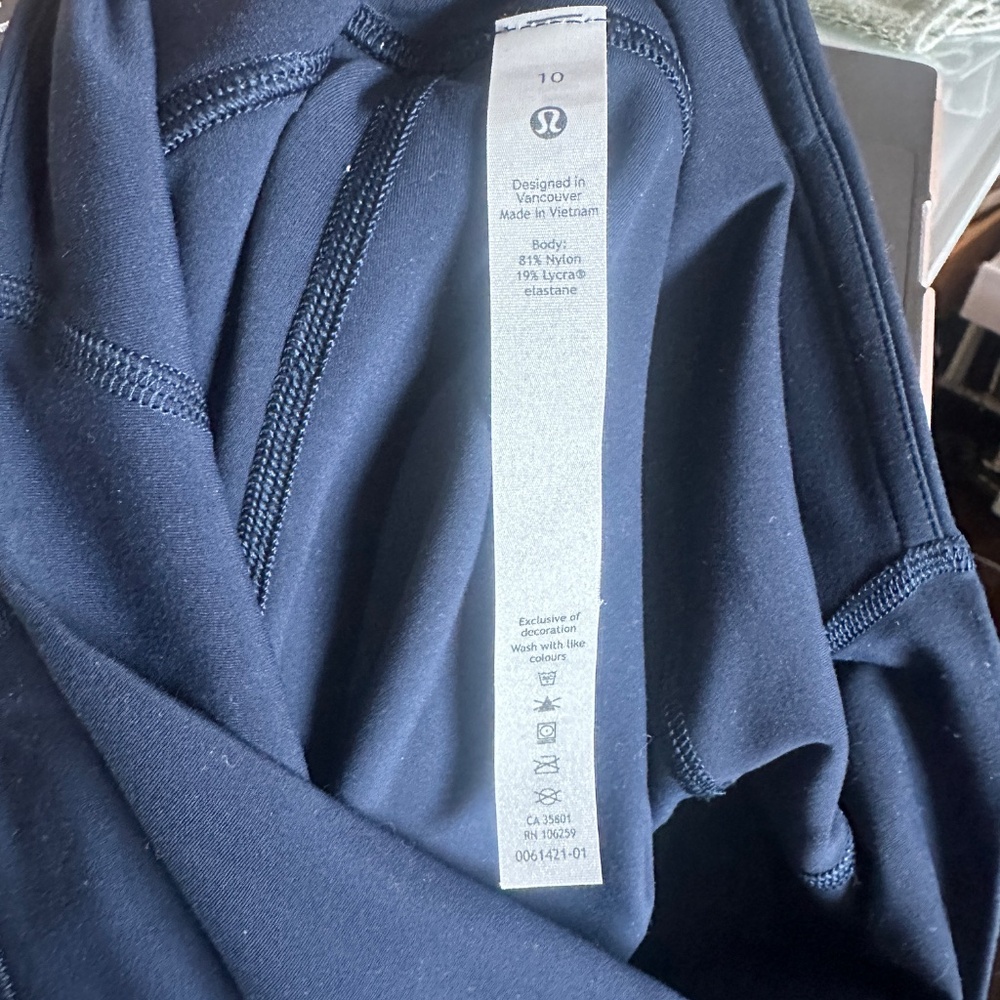 10
Designed in
Vancouver
Made in Vietnam
Body:
81% Nylon
19% Lycra®
elastane
Exclusive of
decoration
Wash with like
colours
CA 35801
RN 106259
0061421-01